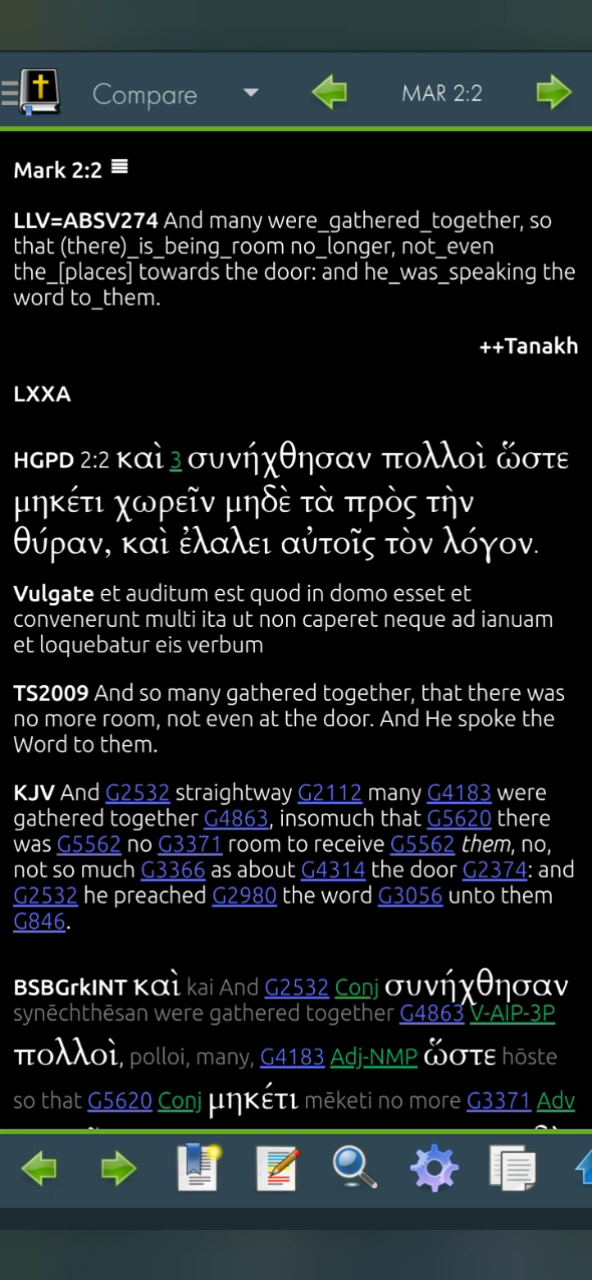 Compare
MAR 2:2
Mark 2:2
LLV=ABSV274 And many were_gathered_together, so
that (there)_is_being_room no_longer, not_even
the_[places] towards the door: and he_was_speaking the
word to_them.
++Tanakh
LXXA
HGPD 2:2 καὶ 3 συνήχθησαν πολλοὶ ὥστε
μηκέτι χωρεῖν μηδὲ τὰ πρὸς τὴν
θύραν, καὶ ἐλαλει αὐτοῖς τὸν λόγον.
Vulgate et auditum est quod in domo esset et
convenerunt multi ita ut non caperet neque ad ianuam
et loquebatur eis verbum
TS2009 And so many gathered together, that there was
no more room, not even at the door. And He spoke the
Word to them.
KJV And G2532 straightway G2112 many G4183 were
gathered together G4863, insomuch that G5620 there
was G5562 no G3371 room to receive G5562 them, no,
not so much G3366 as about G4314 the door G2374: and
G2532 he preached G2980 the word G3056 unto them
G846.
BSBGrkINT καὶ kai And G2532 Conj συνήχθησαν
synēchthēsan were gathered together G4863 V-AIP-3P
πολλοὶ, polloi, many, G4183 Adj-NMP ὥστε hōste
so that G5620 Conj μηκέτι mēketi no more G3371 Adv